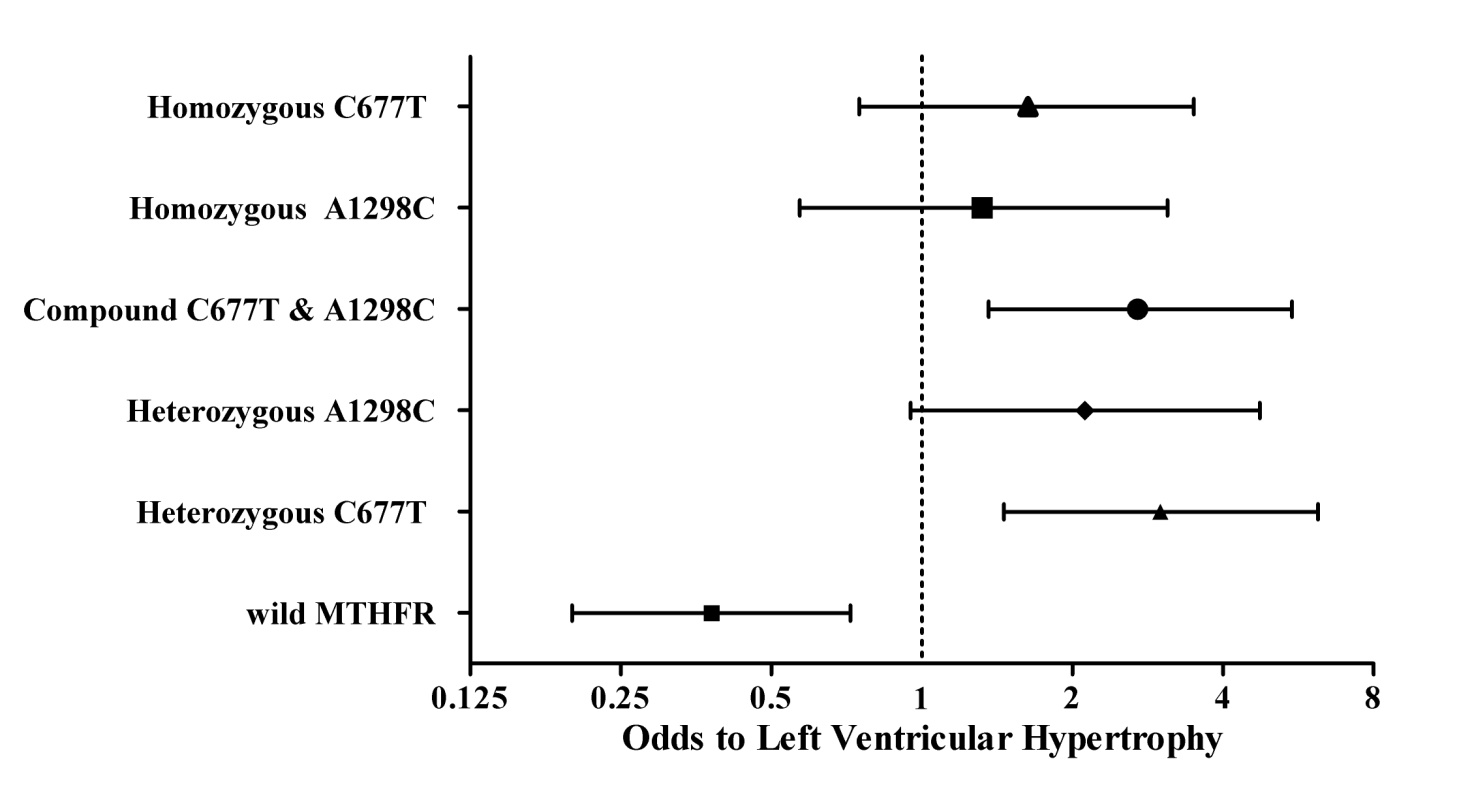 Homozygous C677T
Homozygous  A1298C
Compound C677T & A1298C
Heterozygous A1298C
Heterozygous C677T
wild MTHFR
0.125 0.25 0.5 1 2 4 8
Odds to Left Ventricular Hypertrophy